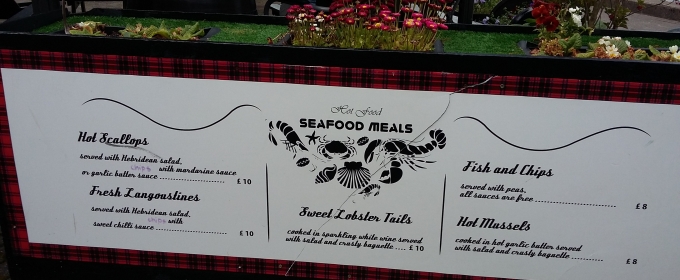 Hot Food
SEAFOOD MEALS
Hot Scallops
served with Hebridean salad,
chips with mandarine sauce
or garlic butter sauce ........................ £ 10
Fresh Langoustines
served with Hebridean salad,
chips with
sweet chilli sauce ................................... £ 10
Sweet Lobster Tails
cooked in sparkling white wine served
with salad and crusty baguette .... £ 10
Fish and Chips
served with peas,
all sauces are free ............................. £ 8
Hot Mussels
cooked in hot garlic butter served
with salad and crusty baguette ................... £ 8